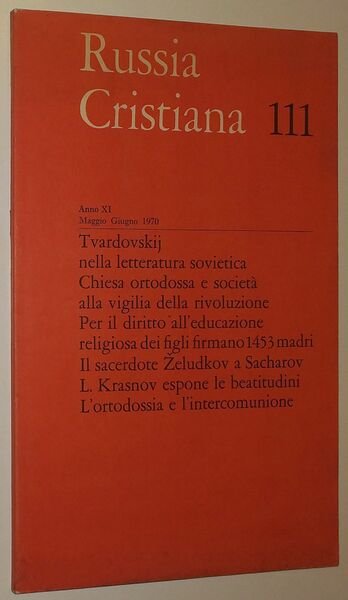 Russia
Cristiana 111
Anno XI
Maggio Giugno 1970
Tvardovskij
nella letteratura sovietica
Chiesa ortodossa e società
alla vigilia della rivoluzione
Per il diritto all'educazione
religiosa dei figli firmano 1453 madri
Il sacerdote Želudkov a Sacharov
L. Krasnov espone le beatitudini
L'ortodossia e l'intercomunione